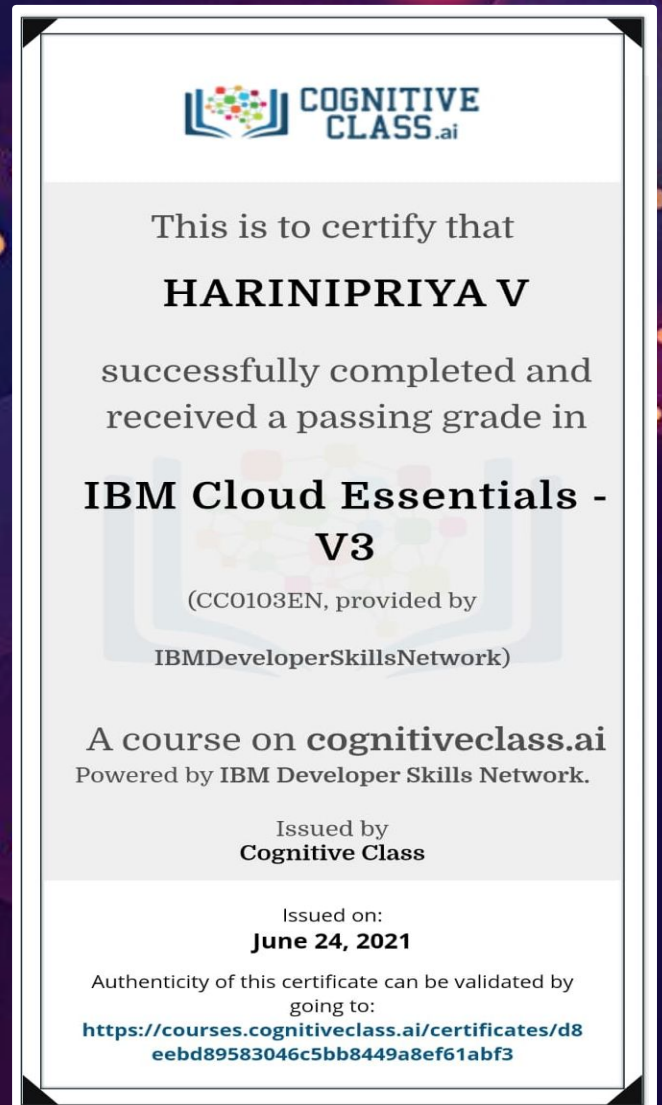 COGNITIVE
CLASS.ai
This is to certify that
HARINIPRIYA V
successfully completed and
received a passing grade in
IBM Cloud Essentials -
V3
(CC0103EN, provided by
IBMDeveloperSkillsNetwork)
A course on cognitiveclass.ai
Powered by IBM Developer Skills Network.
Issued by
Cognitive Class
Issued on:
June 24, 2021
Authenticity of this certificate can be validated by
going to:
https://courses.cognitiveclass.ai/certificates/d8
eebd89583046c5bb8449a8ef61abf3